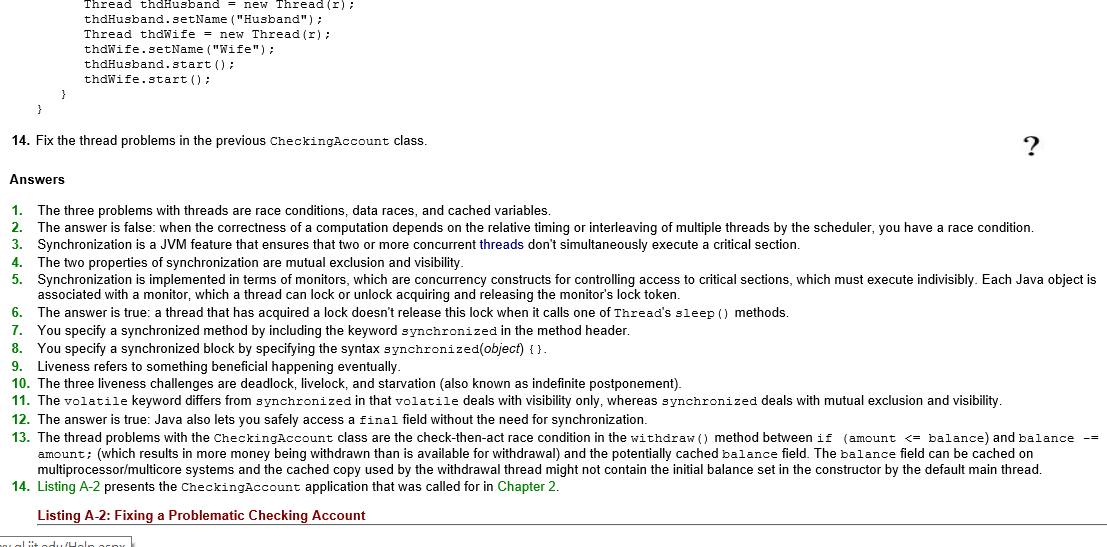 Thread thdHusband = new Thread(r);
thdHusband.setName("Husband");
Thread thdWife = new Thread(r);
thdWife.setName("Wife");
thdHusband.start();
thdWife.start();
}
}
14. Fix the thread problems in the previous CheckingAccount class.
?
Answers
1. The three problems with threads are race conditions, data races, and cached variables.
2. The answer is false: when the correctness of a computation depends on the relative timing or interleaving of multiple threads by the scheduler, you have a race condition.
3. Synchronization is a JVM feature that ensures that two or more concurrent threads don't simultaneously execute a critical section.
4. The two properties of synchronization are mutual exclusion and visibility.
5. Synchronization is implemented in terms of monitors, which are concurrency constructs for controlling access to critical sections, which must execute indivisibly. Each Java object is
associated with a monitor, which a thread can lock or unlock acquiring and releasing the monitor's lock token.
6. The answer is true: a thread that has acquired a lock doesn't release this lock when it calls one of Thread's sleep() methods.
7. You specify a synchronized method by including the keyword synchronized in the method header.
8. You specify a synchronized block by specifying the syntax synchronized(object) {}.
9. Liveness refers to something beneficial happening eventually.
10. The three liveness challenges are deadlock, livelock, and starvation (also known as indefinite postponement).
11. The volatile keyword differs from synchronized in that volatile deals with visibility only, whereas synchronized deals with mutual exclusion and visibility.
12. The answer is true: Java also lets you safely access a final field without the need for synchronization.
13. The thread problems with the CheckingAccount class are the check-then-act race condition in the withdraw() method between if (amount <= balance) and balance -=
amount; (which results in more money being withdrawn than is available for withdrawal) and the potentially cached balance field. The balance field can be cached on
multiprocessor/multicore systems and the cached copy used by the withdrawal thread might not contain the initial balance set in the constructor by the default main thread.
14. Listing A-2 presents the CheckingAccount application that was called for in Chapter 2.
Listing A-2: Fixing a Problematic Checking Account